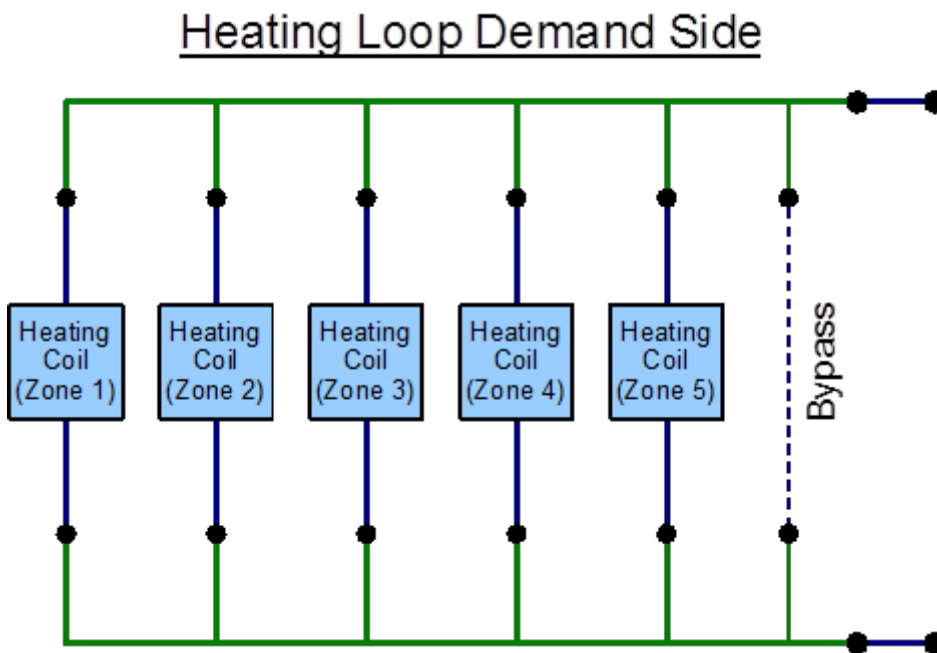 Heating Loop Demand Side
Heating
Coil
(Zone 1)
Heating
Coil
(Zone 2)
Heating
Coil
(Zone 3)
Heating
Coil
(Zone 4)
Heating
Coil
(Zone 5)
Bypass